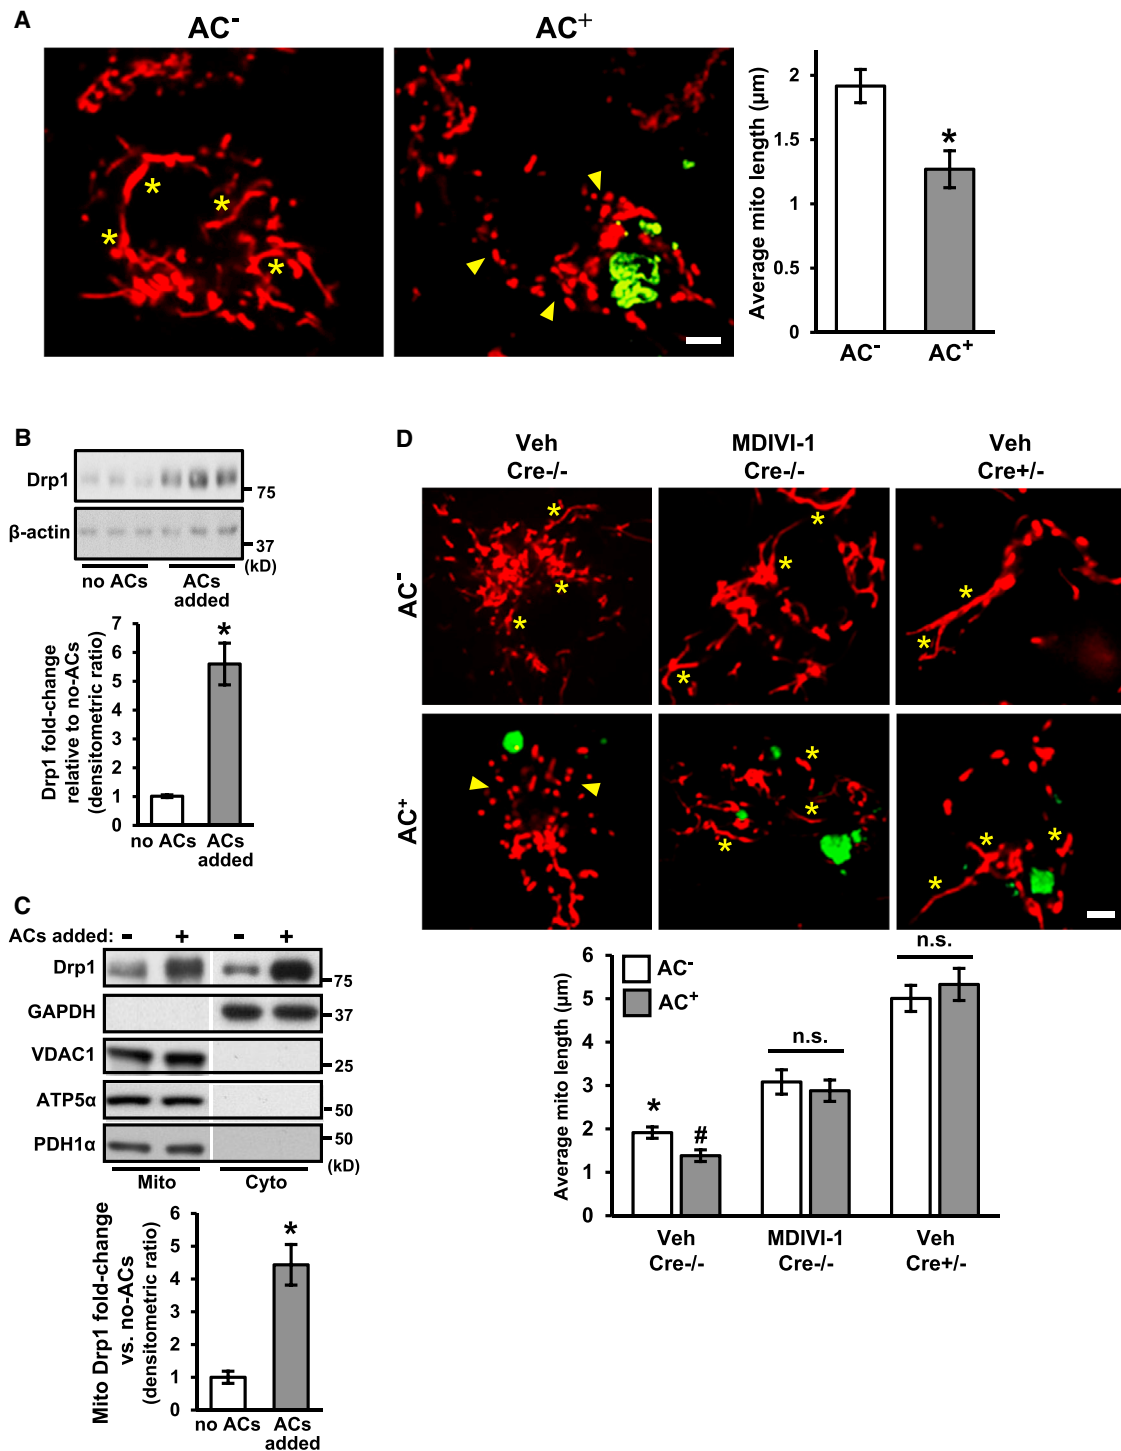 A
AC⁻
AC⁺
*
*
*
*
Average mito length (µm)
2
1.5
1
0.5
0
*
AC⁻
AC⁺
B
Drp1
75
β-actin
37
(kD)
no ACs
ACs
added
Drp1 fold-change
relative to no-ACs
(densitometric ratio)
7
6
5
4
3
2
1
0
*
no ACs
ACs
added
C
ACs added: - + - +
Drp1
75
GAPDH
37
VDAC1
25
ATP5α
50
PDH1α
50
(kD)
Mito
Cyto
Mito Drp1 fold-change
vs. no-ACs
(densitometric ratio)
6
5
4
3
2
1
0
*
no ACs
ACs
added
D
Veh
Cre-/-
MDIVI-1
Cre-/-
Veh
Cre+/-
AC⁻
*
*
*
*
*
*
*
*
AC⁺
*
*
*
*
*
*
Average mito length (µm)
6
5
4
3
2
1
0
AC⁻
AC⁺
*
#
n.s.
n.s.
Veh
Cre-/-
MDIVI-1
Cre-/-
Veh
Cre+/-